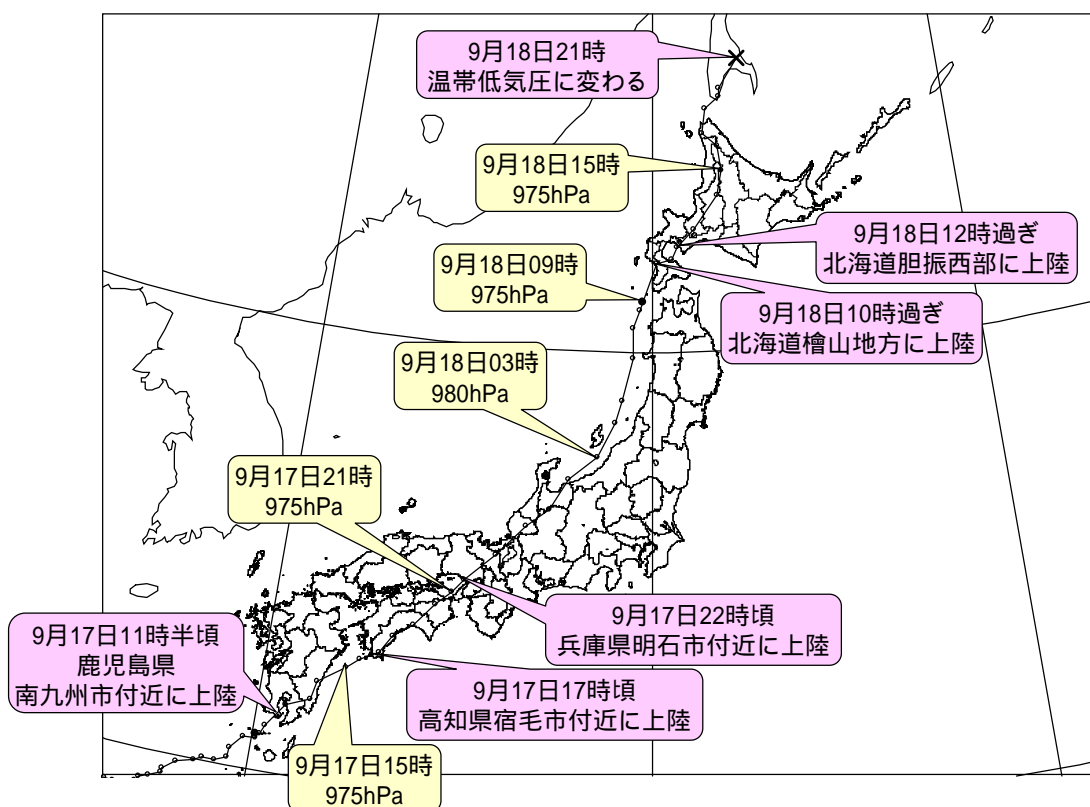 9月18日21時
温帯低気圧に変わる
9月18日15時
975hPa
9月18日12時過ぎ
北海道胆振西部に上陸
9月18日09時
975hPa
9月18日10時過ぎ
北海道檜山地方に上陸
9月18日03時
980hPa
9月17日21時
975hPa
9月17日22時頃
兵庫県明石市付近に上陸
9月17日11時半頃
鹿児島県
南九州市付近に上陸
9月17日17時頃
高知県宿毛市付近に上陸
9月17日15時
975hPa